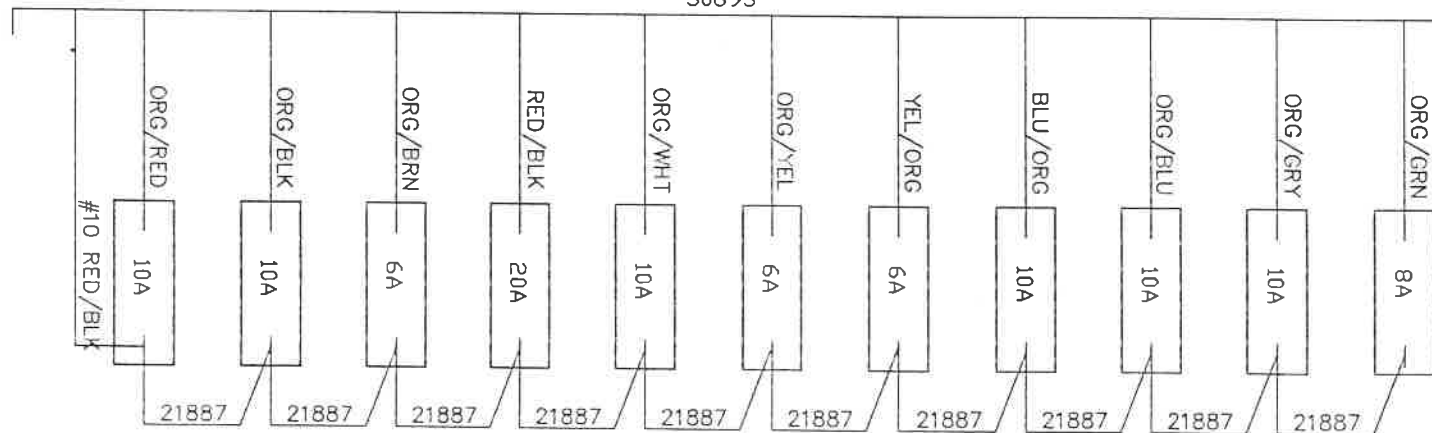 ORG/RED
ORG/BLK
ORG/BRN
RED/BLK
ORG/WHT
ORG/YEL
YEL/ORG
BLU/ORG
ORG/BLU
ORG/GRY
ORG/GRN
#10 RED/BLK
10A
10A
6A
20A
10A
6A
6A
10A
10A
10A
8A
21887
21887
21887
21887
21887
21887
21887
21887
21887
21887